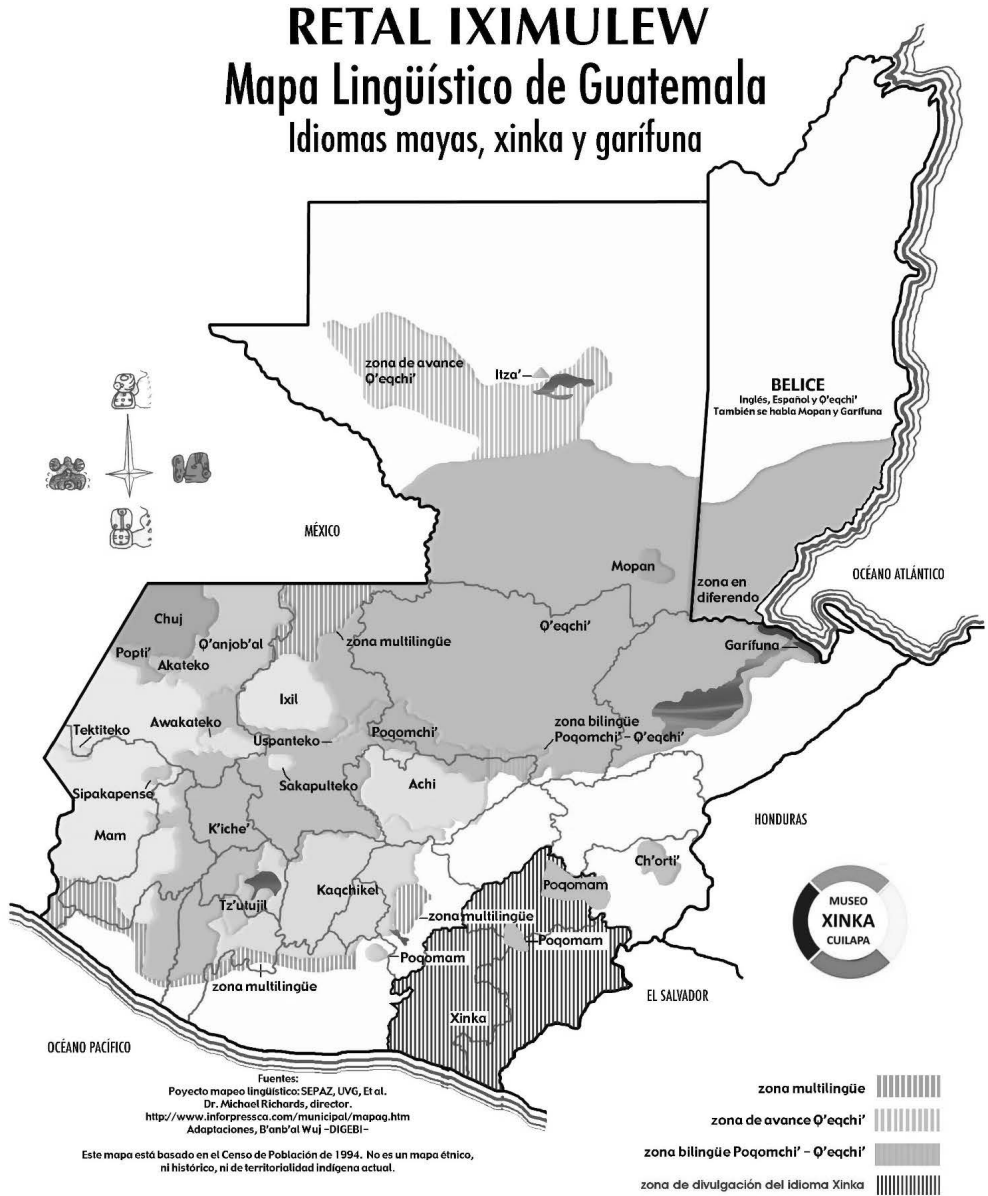 RETAL IXIMULEW
Mapa Lingüístico de Guatemala
Idiomas mayas, xinka y garífuna
zona de avance
Q'eqchi'
Itza'
BELICE
Inglés, Español y Q'eqchi'
También se habla Mopan y Garífuna
MÉXICO
Mopan
zona en
diferendo
OCÉANO ATLÁNTICO
Chuj
Q'anjob'al
zona multilingüe
Q'eqchi'
Garífuna
Popti'
Akateko
Ixil
Awakateko
Tektiteko
Uspanteko
Poqomchi'
zona bilingüe
Poqomchi' - Q'eqchi'
Sipakapense
Sakapulteko
Achi
Mam
K'iche'
HONDURAS
Ch'orti'
Tz'utujil
Kaqchikel
Poqomam
zona multilingüe
Poqomam
Poqomam
zona multilingüe
Xinka
MUSEO
XINKA
CUILAPA
EL SALVADOR
OCÉANO PACÍFICO
Fuentes:
Poyecto mapeo lingüístico: SEPAZ, UVG, Et al.
Dr. Michael Richards, director.
http://www.inforpressca.com/municipal/mapag.htm
Adaptaciones, B'anb'al Wuj -DIGEBI-
Este mapa está basado en el Censo de Población de 1994. No es un mapa étnico,
ni histórico, ni de territorialidad indígena actual.
zona multilingüe
zona de avance Q'eqchi'
zona bilingüe Poqomchi' - Q'eqchi'
zona de divulgación del idioma Xinka